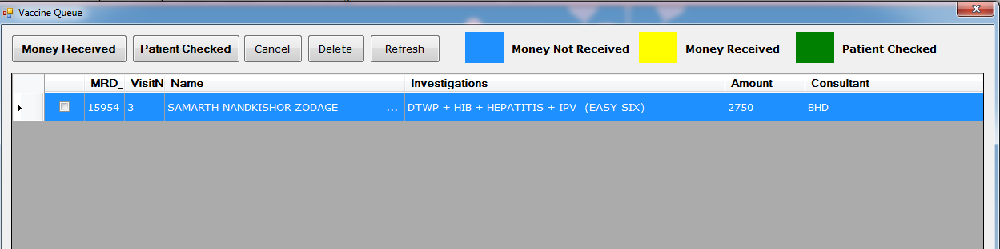 Vaccine Queue
Money Received Patient Checked Cancel Delete Refresh Money Not Received Money Received Patient Checked
MRD_ VisitN Name Investigations Amount Consultant
15954 3 SAMARTH NANDKISHOR ZODAGE ... DTWP + HIB + HEPATITIS + IPV (EASY SIX) 2750 BHD